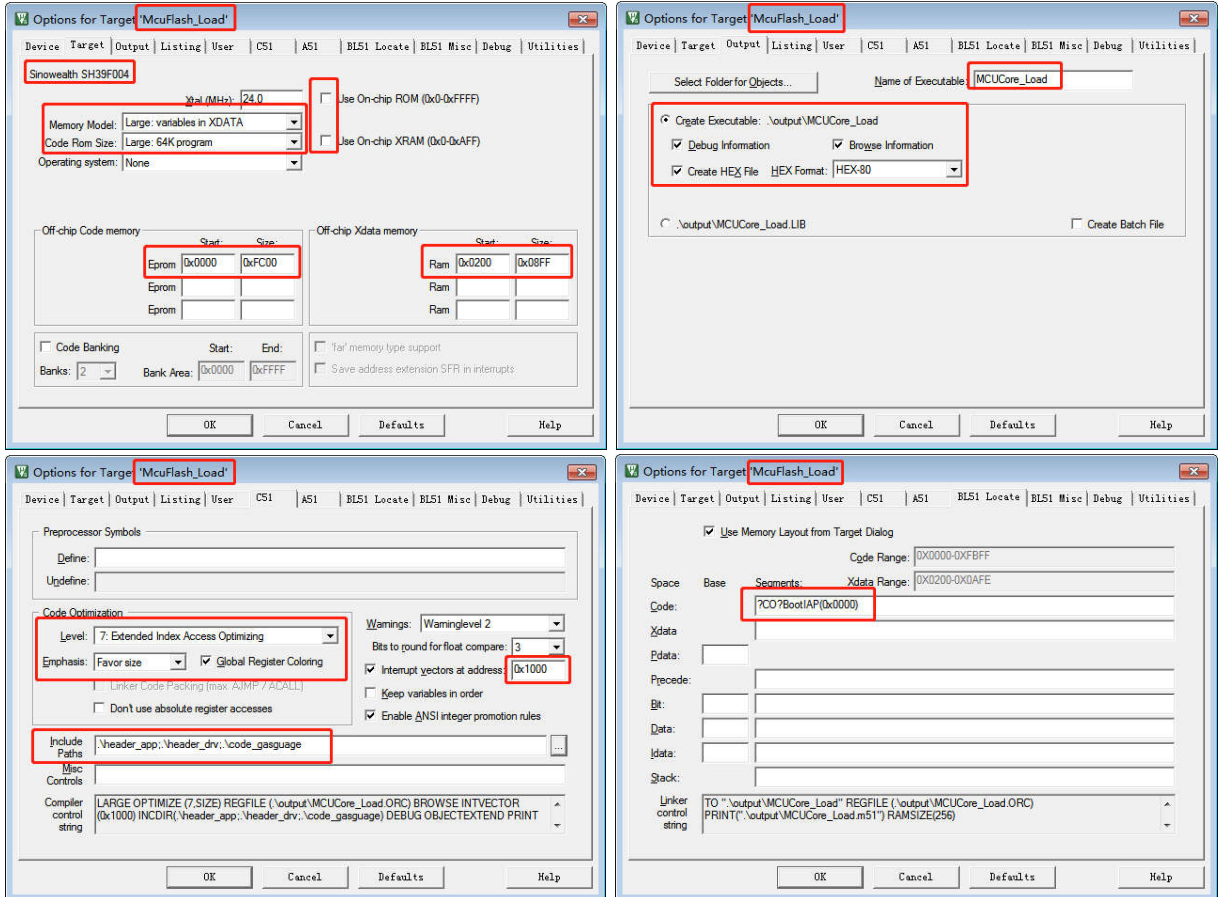 Options for Target 'McuFlash_Load'
Device Target Output Listing User C51 A51 BL51 Locate BL51 Misc Debug Utilities
Sinowealth SH39F004
Xtal (MHz): 24.0
Use On-chip ROM (0x0-0xFFFF)
Memory Model: Large: variables in XDATA
Code Rom Size: Large: 64K program
Use On-chip XRAM (0x0-0xAFF)
Operating system: None
Off-chip Code memory
Start: Size:
Eprom 0x0000 0xFC00
Eprom
Eprom
Off-chip Xdata memory
Start: Size:
Ram 0x0200 0x08FF
Ram
Ram
Code Banking Start: End:
Banks: 2 Bank Area: 0x0000 0xFFFF
'far' memory type support
Save address extension SFR in interrupts
OK Cancel Defaults Help
Options for Target 'McuFlash_Load'
Device Target Output Listing User C51 A51 BL51 Locate BL51 Misc Debug Utilities
Select Folder for Objects... Name of Executable: MCUCore_Load
Create Executable: .\output\MCUCore_Load
Debug Information Browse Information
Create HEX File HEX Format: HEX-80
.\output\MCUCore_Load.LIB Create Batch File
OK Cancel Defaults Help
Options for Target 'McuFlash_Load'
Device Target Output Listing User C51 A51 BL51 Locate BL51 Misc Debug Utilities
Preprocessor Symbols
Define:
Undefine:
Code Optimization
Level: 7: Extended Index Access Optimizing
Emphasis: Favor size Global Register Coloring
Linker Code Packing (max. AJMP / ACALL)
Don't use absolute register accesses
Warnings: Warninglevel 2
Bits to round for float compare: 3
Interrupt vectors at address: 0x1000
Keep variables in order
Enable ANSI integer promotion rules
Include Paths .\header_app;.\header_drv;.\code_gasguage ...
Misc Controls
Compiler control string
LARGE OPTIMIZE (7,SIZE) REGFILE (.\output\MCUCore_Load.ORC) BROWSE INTVECTOR
(0x1000) INCDIR(.\header_app;.\header_drv;.\code_gasguage) DEBUG OBJECTEXTEND PRINT
OK Cancel Defaults Help
Options for Target 'McuFlash_Load'
Device Target Output Listing User C51 A51 BL51 Locate BL51 Misc Debug Utilities
Use Memory Layout from Target Dialog
Code Range: 0X0000-0XFBFF
Space Base Segments: Xdata Range: 0X0200-0X0AFE
Code: ?CO?BootIAP(0x0000)
Xdata
Pdata:
Precede:
Bit:
Data:
Idata:
Stack:
Linker control string
TO ".\output\MCUCore_Load" REGFILE (.\output\MCUCore_Load.ORC)
PRINT(".\output\MCUCore_Load.m51") RAMSIZE(256)
OK Cancel Defaults Help